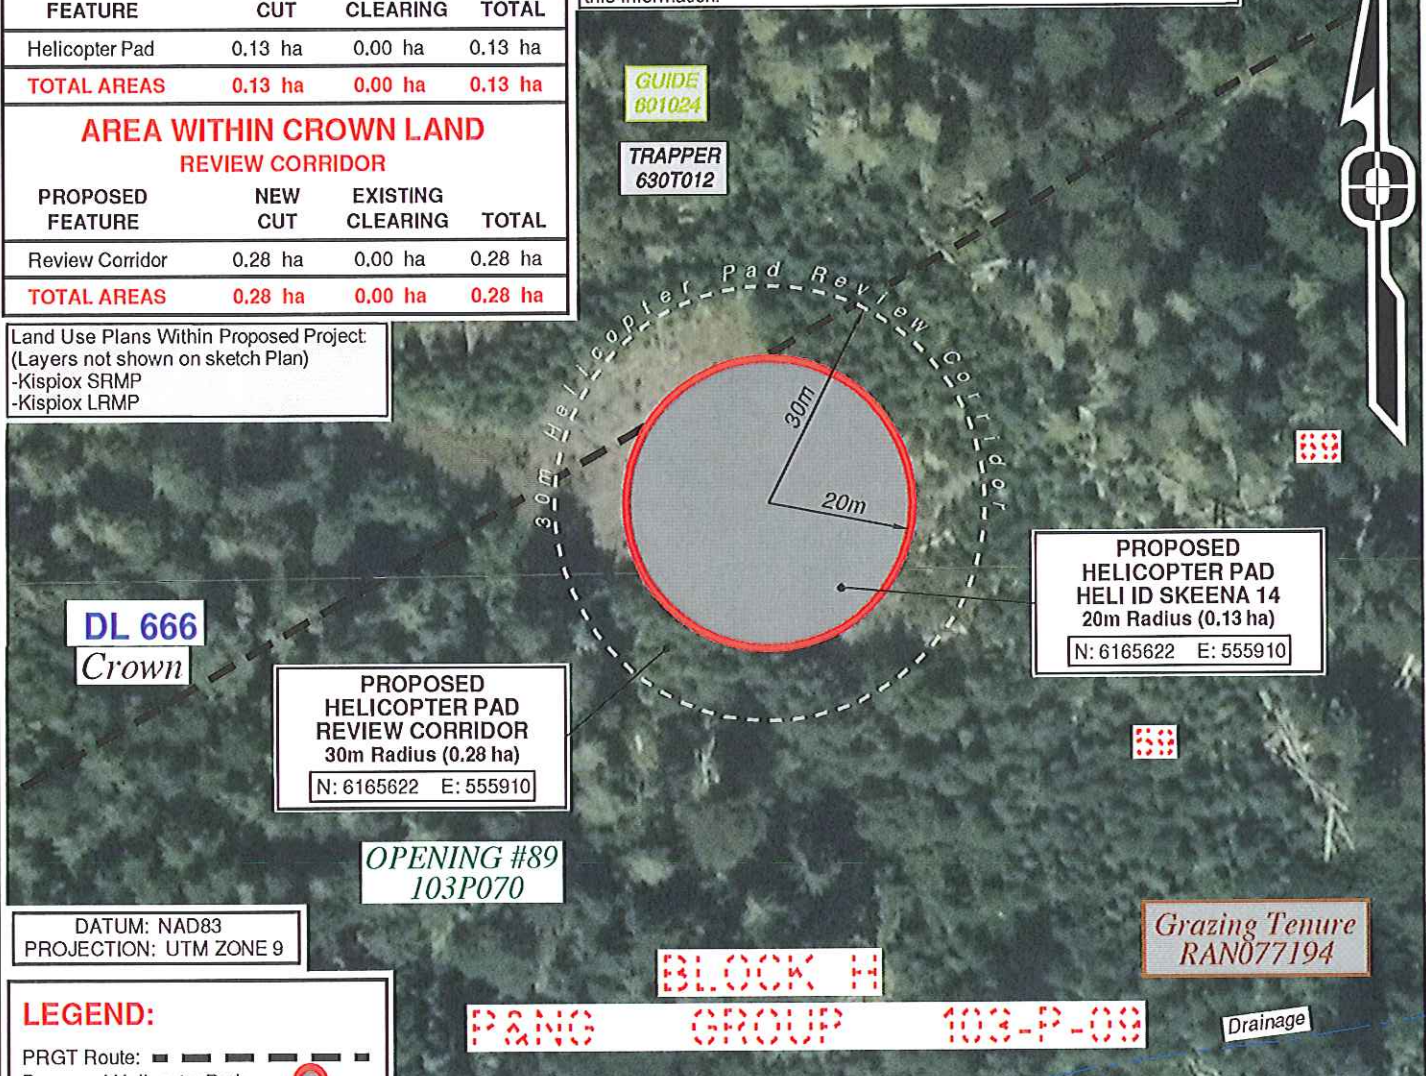 FEATURE CUT CLEARING TOTAL
Helicopter Pad 0.13 ha 0.00 ha 0.13 ha
TOTAL AREAS 0.13 ha 0.00 ha 0.13 ha
AREA WITHIN CROWN LAND
REVIEW CORRIDOR
PROPOSED NEW EXISTING
FEATURE CUT CLEARING TOTAL
Review Corridor 0.28 ha 0.00 ha 0.28 ha
TOTAL AREAS 0.28 ha 0.00 ha 0.28 ha
Land Use Plans Within Proposed Project:
(Layers not shown on sketch Plan)
-Kispiox SRMP
-Kispiox LRMP
this information.
GUIDE
601024
TRAPPER
630T012
30m Helicopter Pad Review Corridor
30m
20m
69
PROPOSED
HELICOPTER PAD
HELI ID SKEENA 14
20m Radius (0.13 ha)
N: 6165622 E: 555910
DL 666
Crown
PROPOSED
HELICOPTER PAD
REVIEW CORRIDOR
30m Radius (0.28 ha)
N: 6165622 E: 555910
59
OPENING #89
103P070
DATUM: NAD83
PROJECTION: UTM ZONE 9
Grazing Tenure
RAN077194
BLOCK H
P&NG GROUP 103-P-09
Drainage
LEGEND:
PRGT Route: